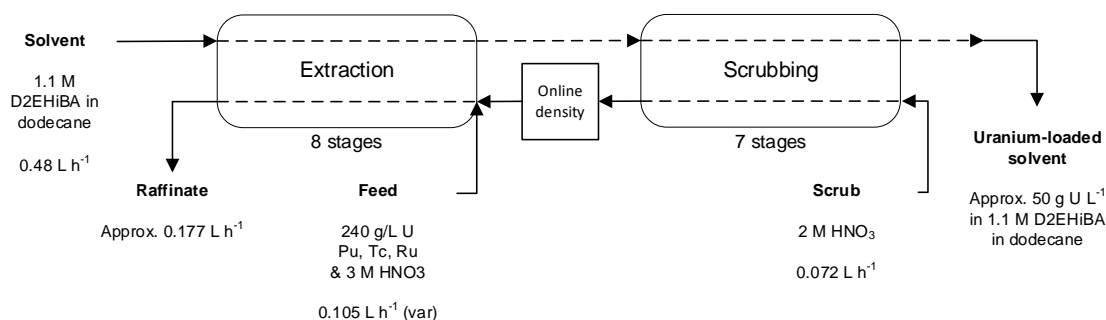 Solvent
1.1 M
D2EHiBA in
dodecane
0.48 L h⁻¹
Extraction
8 stages
Online
density
Scrubbing
7 stages
Raffinate
Approx. 0.177 L h⁻¹
Feed
240 g/L U
Pu, Tc, Ru
& 3 M HNO3
0.105 L h⁻¹ (var)
Scrub
2 M HNO₃
0.072 L h⁻¹
Uranium-loaded
solvent
Approx. 50 g U L⁻¹
in 1.1 M D2EHiBA
in dodecane